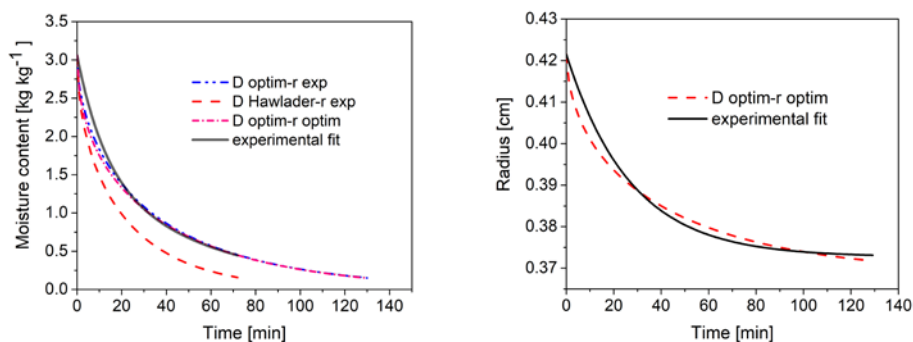 Moisture content [kg kg⁻¹]
3.5
3.0
2.5
2.0
1.5
1.0
0.5
0.0
D optim-r exp
D Hawlader-r exp
D optim-r optim
experimental fit
0 20 40 60 80 100 120 140
Time [min]
Radius [cm]
0.43
0.42
0.41
0.40
0.39
0.38
0.37
D optim-r optim
experimental fit
0 20 40 60 80 100 120 140
Time [min]